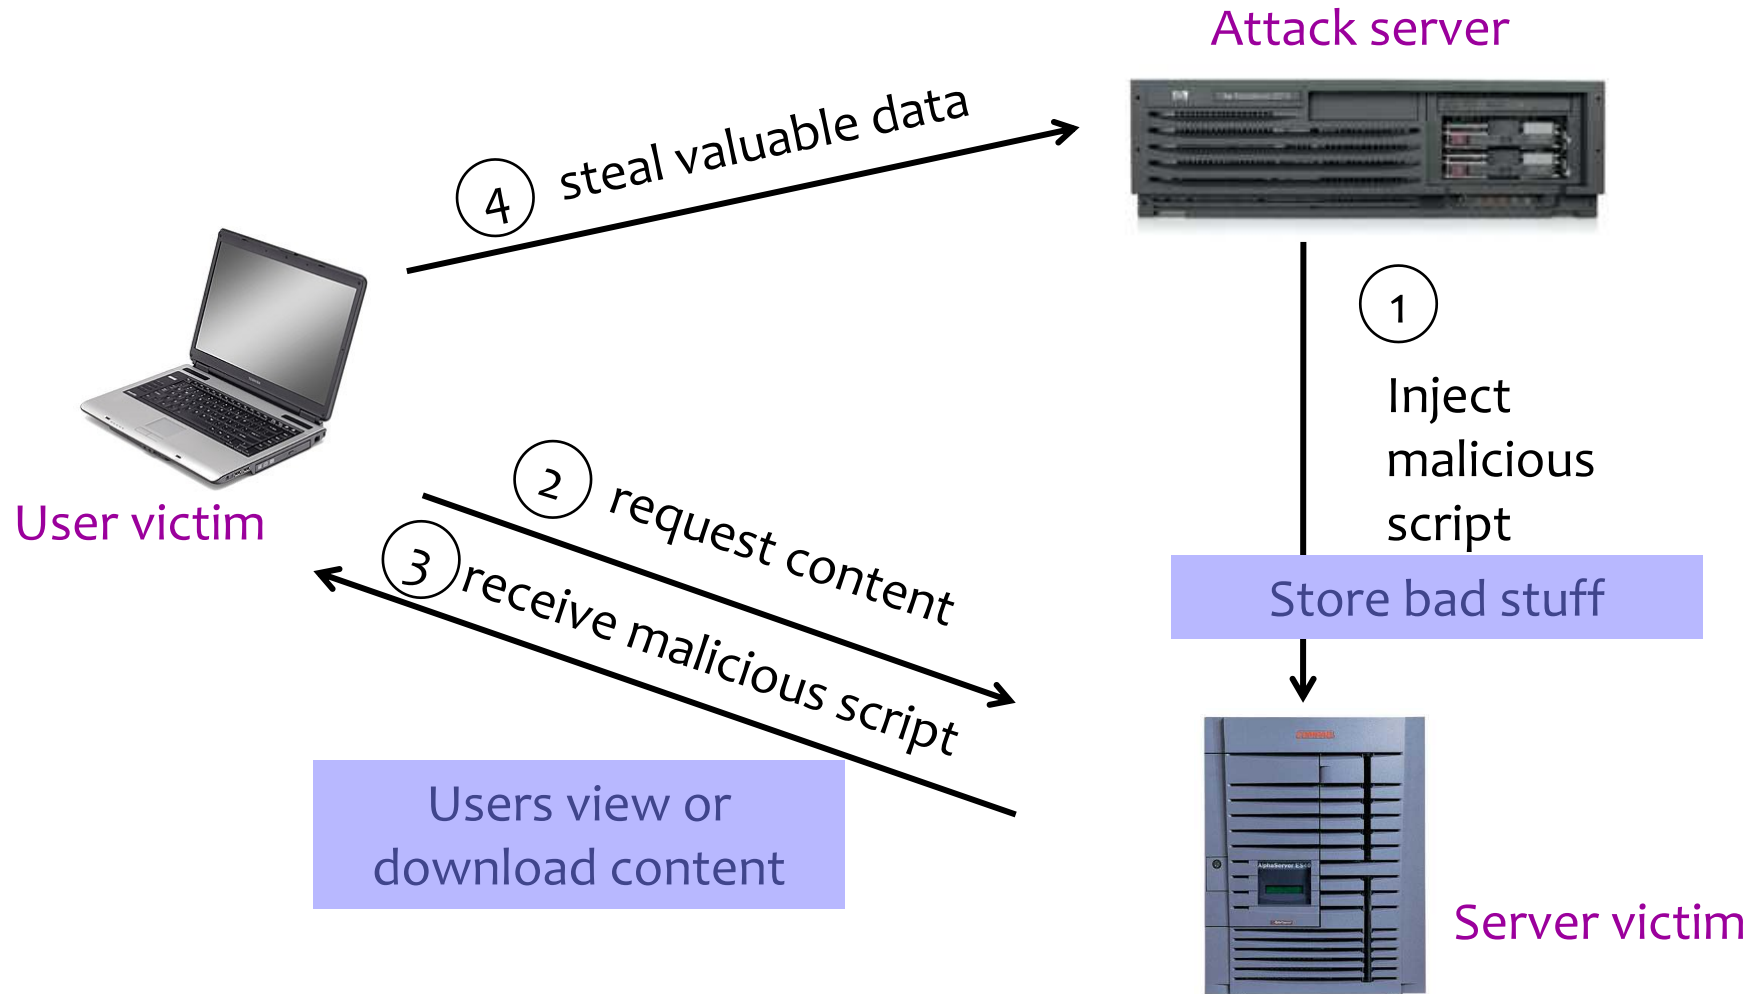 Attack server
4 steal valuable data
1
Inject
malicious
script
User victim
2 request content
3 receive malicious script
Store bad stuff
Users view or
download content
Server victim